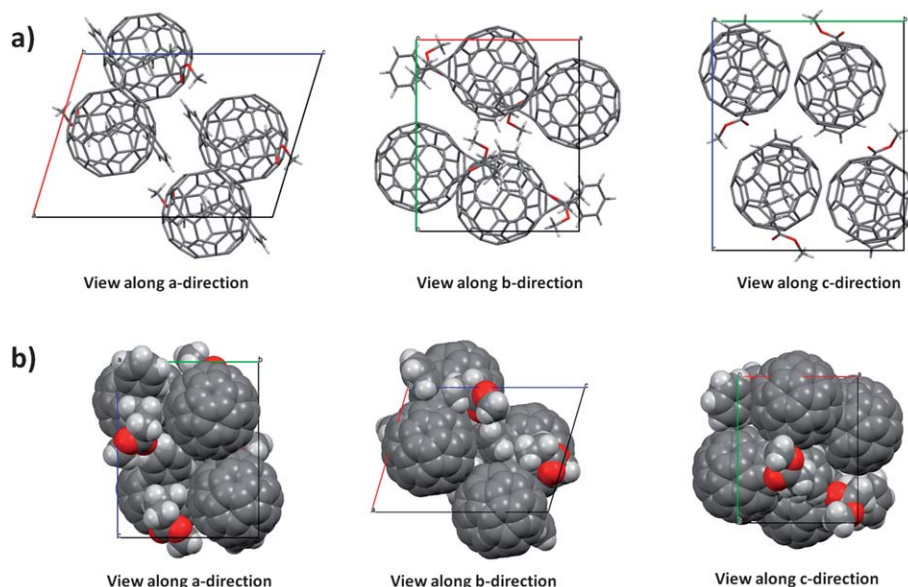 a)
View along a-direction
View along b-direction
View along c-direction
b)
View along a-direction
View along b-direction
View along c-direction